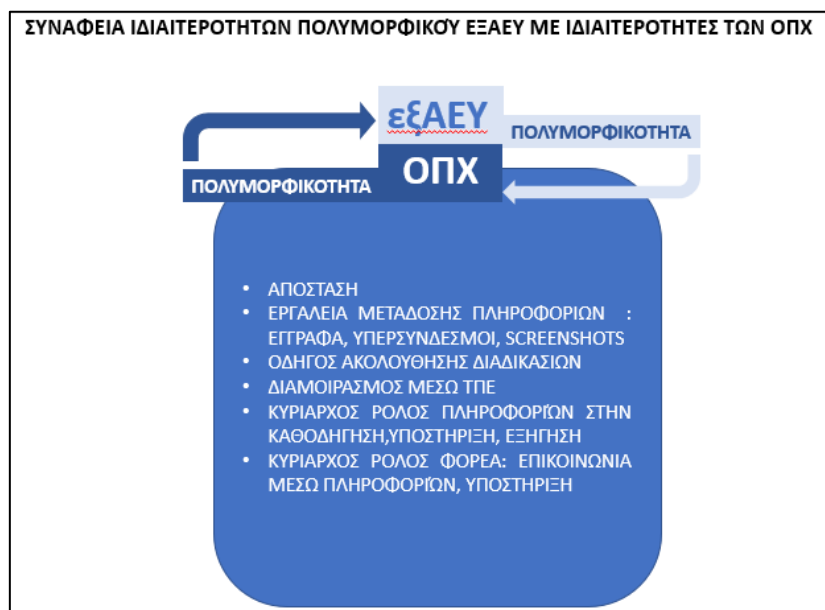 ΣΥΝΑΦΕΙΑ ΙΔΙΑΙΤΕΡΟΤΗΤΩΝ ΠΟΛΥΜΟΡΦΙΚΟΎ ΕΞΑΕΥ ΜΕ ΙΔΙΑΙΤΕΡΟΤΗΤΕΣ ΤΩΝ ΟΠΧ
εξΑΕΥ
ΠΟΛΥΜΟΡΦΙΚΟΤΗΤΑ
ΠΟΛΥΜΟΡΦΙΚΟΤΗΤΑ
ΟΠΧ
• ΑΠΟΣΤΑΣΗ
• ΕΡΓΑΛΕΙΑ ΜΕΤΑΔΟΣΗΣ ΠΛΗΡΟΦΟΡΙΩΝ :
ΕΓΓΡΑΦΑ, ΥΠΕΡΣΥΝΔΕΣΜΟΙ, SCREENSHOTS
• ΟΔΗΓΟΣ ΑΚΟΛΟΥΘΗΣΗΣ ΔΙΑΔΙΚΑΣΙΩΝ
• ΔΙΑΜΟΙΡΑΣΜΟΣ ΜΕΣΩ ΤΠΕ
• ΚΥΡΙΑΡΧΟΣ ΡΟΛΟΣ ΠΛΗΡΟΦΟΡΙΏΝ ΣΤΗΝ
ΚΑΘΟΔΗΓΗΣΗ,ΥΠΟΣΤΗΡΙΞΗ, ΕΞΗΓΗΣΗ
• ΚΥΡΙΑΡΧΟΣ ΡΟΛΟΣ ΦΟΡΕΑ: ΕΠΙΚΟΙΝΩΝΙΑ
ΜΕΣΩ ΠΛΗΡΟΦΟΡΙΏΝ, ΥΠΟΣΤΗΡΙΞΗ